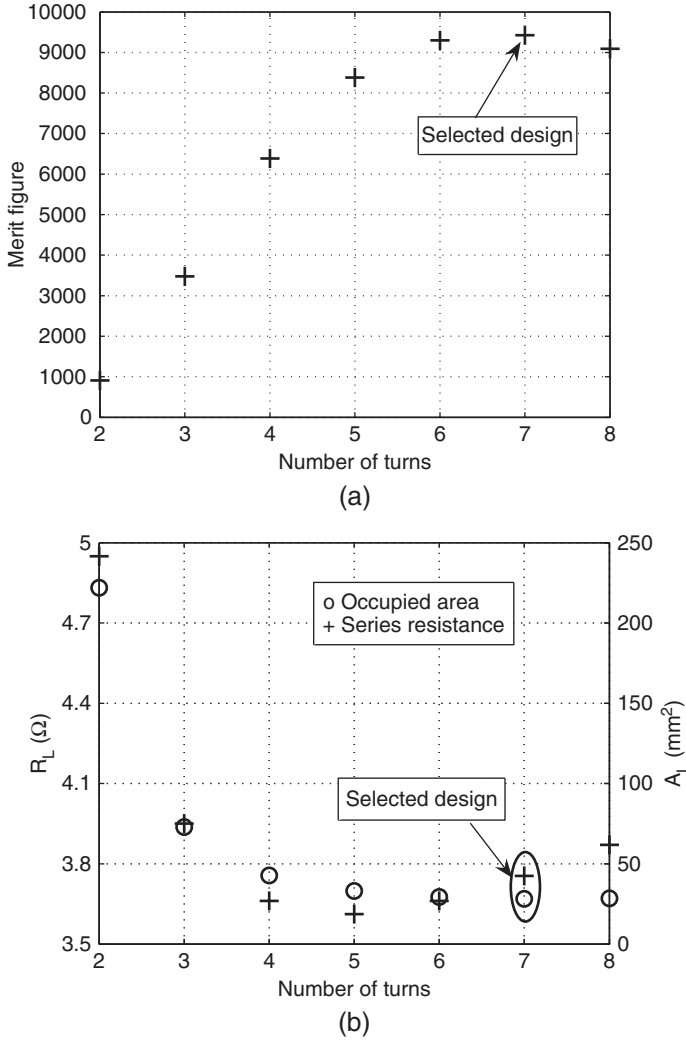 10000
9000
8000
7000
6000
5000
4000
3000
2000
1000
0
Merit figure
Selected design
2 3 4 5 6 7 8
Number of turns
(a)
5
4.7
4.4
4.1
3.8
3.5
R_L (Ω)
o Occupied area
+ Series resistance
Selected design
250
200
150
100
50
0
A_L (mm²)
2 3 4 5 6 7 8
Number of turns
(b)